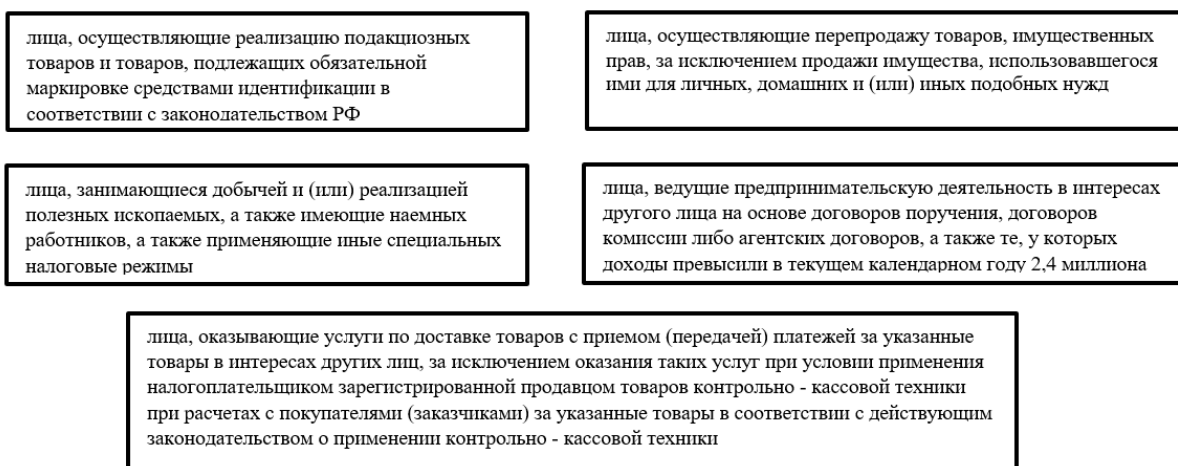 лица, осуществляющие реализацию подакциозных
товаров и товаров, подлежащих обязательной
маркировке средствами идентификации в
соответствии с законодательством РФ
лица, осуществляющие перепродажу товаров, имущественных
прав, за исключением продажи имущества, использовавшегося
ими для личных, домашних и (или) иных подобных нужд
лица, занимающиеся добычей и (или) реализацией
полезных ископаемых, а также имеющие наемных
работников, а также применяющие иные специальных
налоговые режимы
лица, ведущие предпринимательскую деятельность в интересах
другого лица на основе договоров поручения, договоров
комиссии либо агентских договоров, а также те, у которых
доходы превысили в текущем календарном году 2,4 миллиона
лица, оказывающие услуги по доставке товаров с приемом (передачей) платежей за указанные
товары в интересах других лиц, за исключением оказания таких услуг при условии применения
налогоплательщиком зарегистрированной продавцом товаров контрольно - кассовой техники
при расчетах с покупателями (заказчиками) за указанные товары в соответствии с действующим
законодательством о применении контрольно - кассовой техники